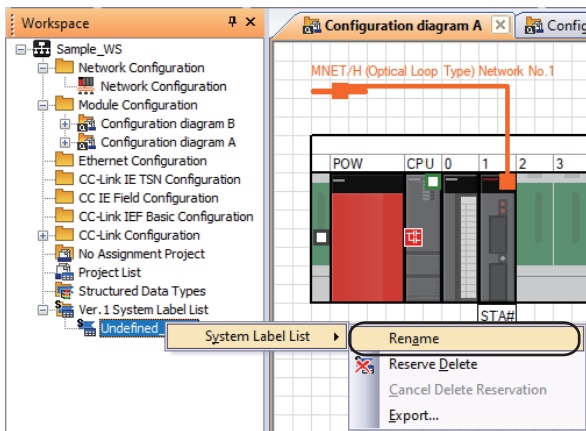 Workspace
Sample_WS
Network Configuration
Network Configuration
Module Configuration
Configuration diagram B
Configuration diagram A
Ethernet Configuration
CC-Link IE TSN Configuration
CC IE Field Configuration
CC-Link IEF Basic Configuration
CC-Link Configuration
No Assignment Project
Project List
Structured Data Types
Ver.1 System Label List
Undefined_
System Label List
Rename
Reserve Delete
Cancel Delete Reservation
Export...
Configuration diagram A
Config
MNET/H (Optical Loop Type) Network No.1
POW CPU 0 1 2 3
STA#